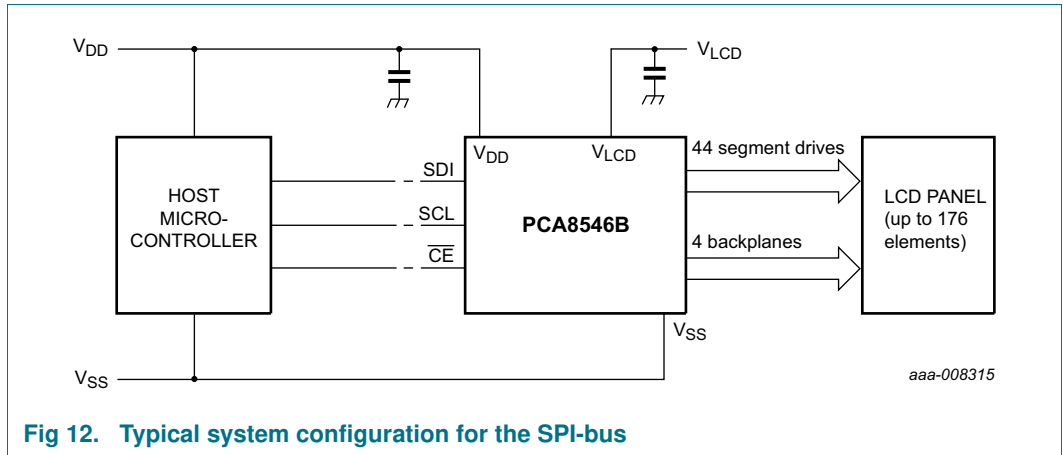 VDD
VLCD
HOST
MICRO-
CONTROLLER
SDI
SCL
CE
VDD
VLCD
PCA8546B
VSS
44 segment drives
4 backplanes
LCD PANEL
(up to 176
elements)
VSS
aaa-008315
Fig 12. Typical system configuration for the SPI-bus